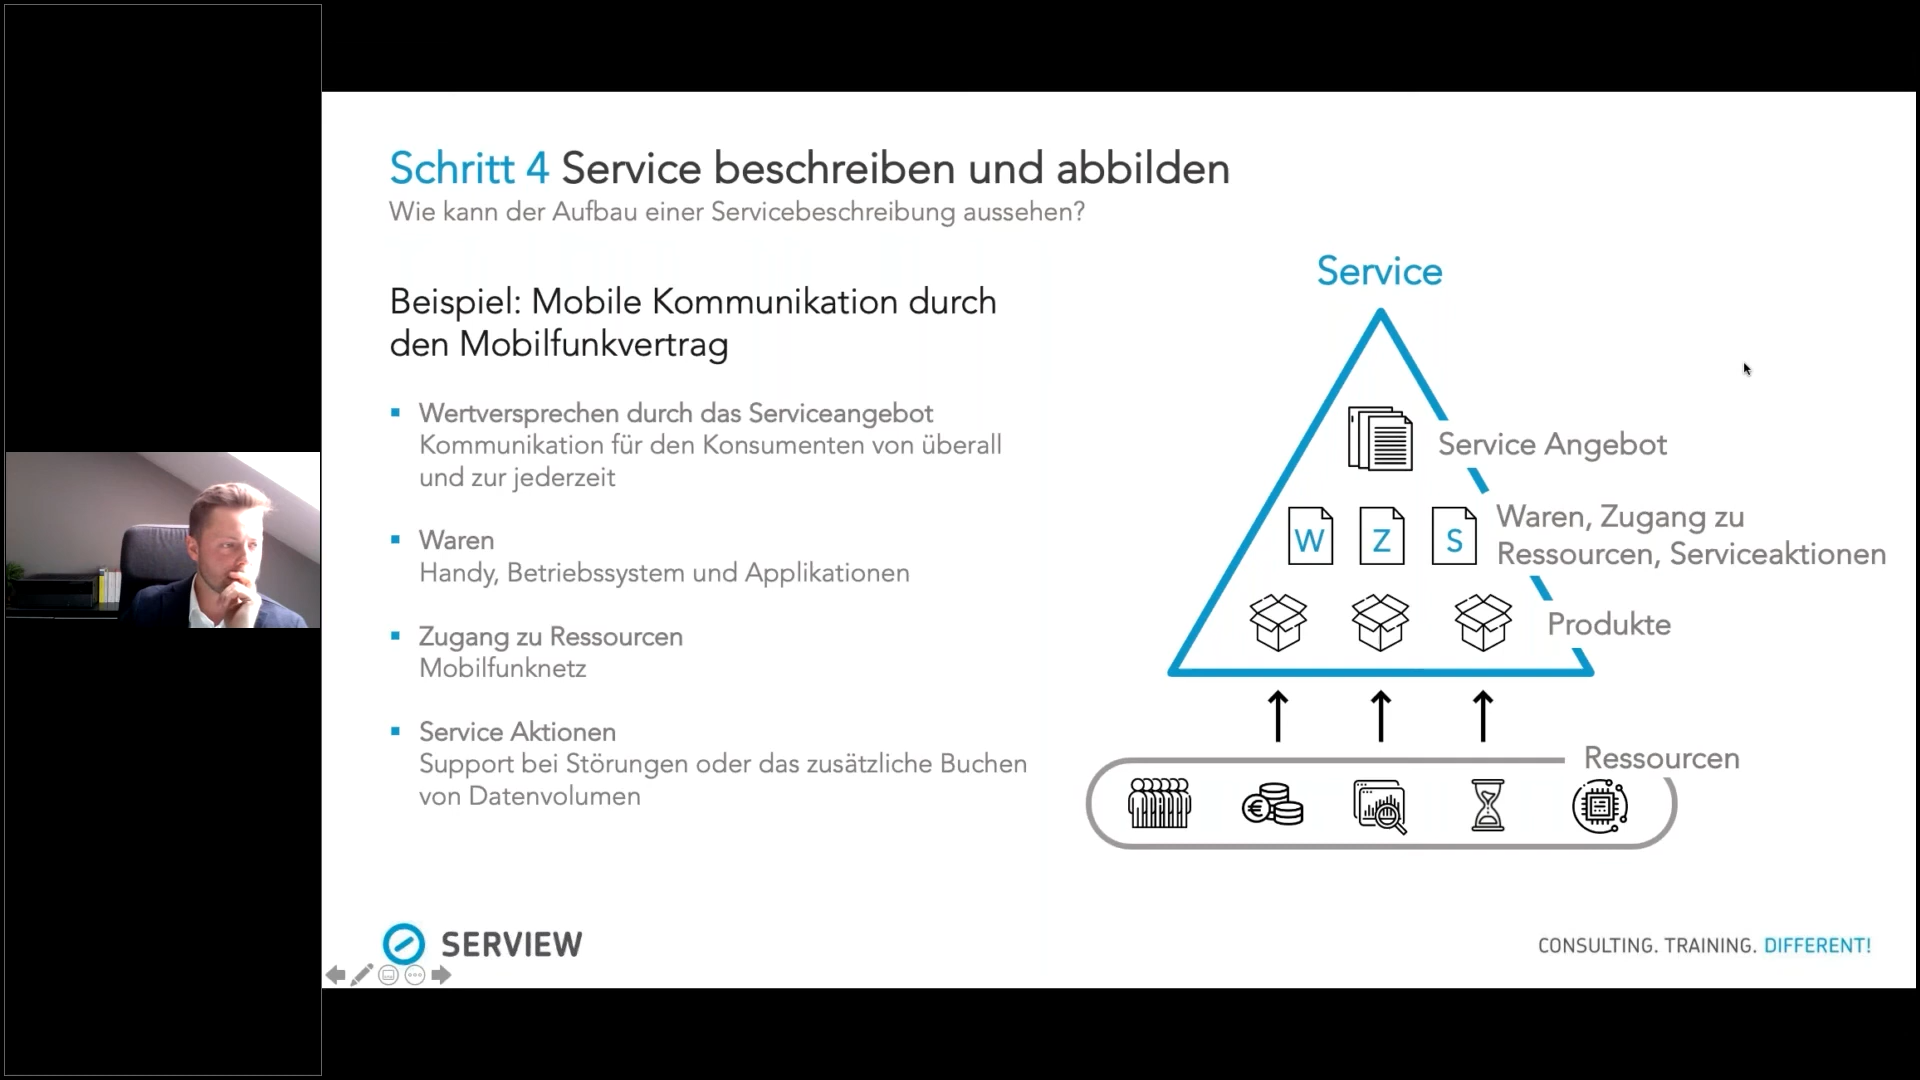 Schritt 4 Service beschreiben und abbilden
Wie kann der Aufbau einer Servicebeschreibung aussehen?
Beispiel: Mobile Kommunikation durch
den Mobilfunkvertrag
Wertversprechen durch das Serviceangebot
Kommunikation für den Konsumenten von überall
und zur jederzeit
Waren
Handy, Betriebssystem und Applikationen
Zugang zu Ressourcen
Mobilfunknetz
Service Aktionen
Support bei Störungen oder das zusätzliche Buchen
von Datenvolumen
Service
Service Angebot
W Z S
Waren, Zugang zu
Ressourcen, Serviceaktionen
Produkte
Ressourcen
€
SERVIEW
CONSULTING. TRAINING. DIFFERENT!